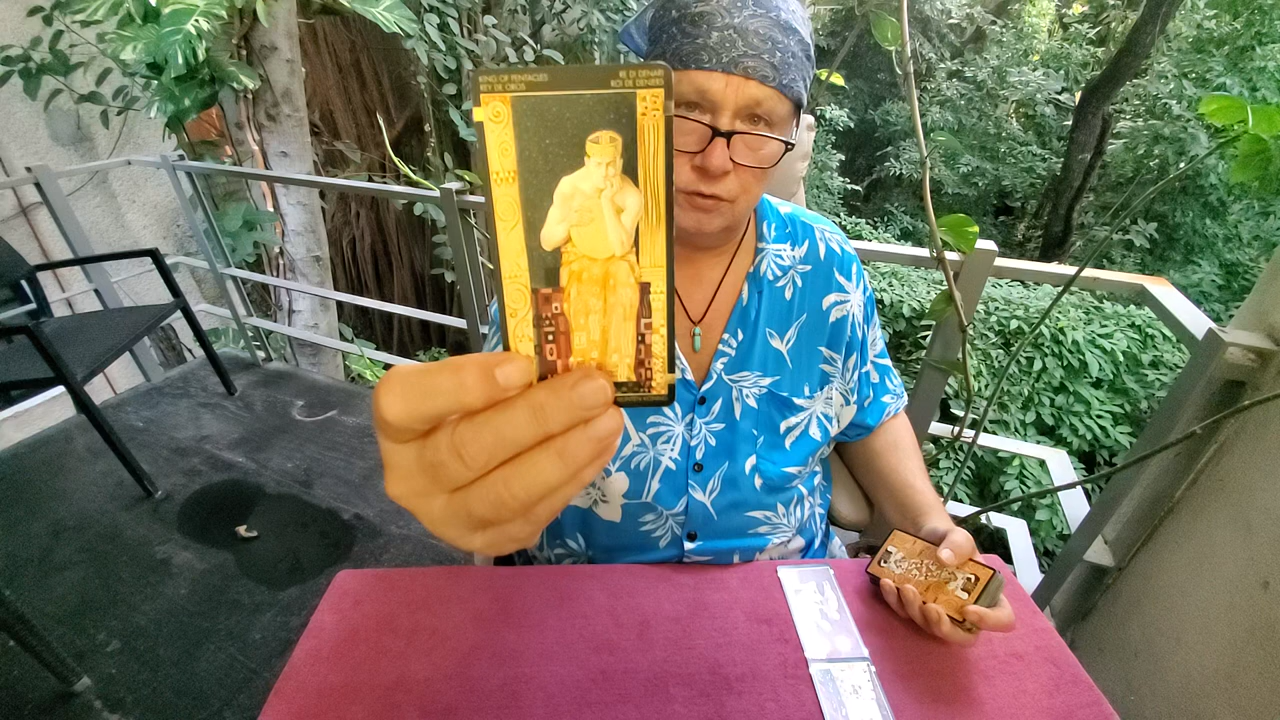 KING OF PENTACLES
REY DE OROS
RE DI DENARI
ROI DE DENIERS